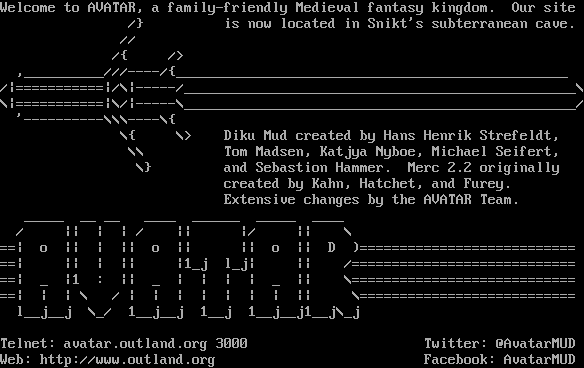 Welcome to AVATAR, a family-friendly Medieval fantasy kingdom.  Our site
is now located in Snikt's subterranean cave.
Diku Mud created by Hans Henrik Strefeldt,
Tom Madsen, Katjya Nyboe, Michael Seifert,
and Sebastion Hammer.  Merc 2.2 originally
created by Kahn, Hatchet, and Furey.
Extensive changes by the AVATAR Team.
AVATAR
Telnet: avatar.outland.org 3000
Twitter: @AvatarMUD
Web: http://www.outland.org
Facebook: AvatarMUD